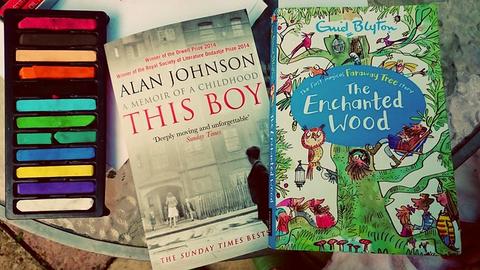 Winner of the Orwell Prize 2014
Winner of the Royal Society of Literature Ondaatje Prize 2014
ALAN JOHNSON
A MEMOIR OF A CHILDHOOD
THIS BOY
'Deeply moving and unforgettable'
Sunday Times
THE SUNDAY TIMES BEST
Enid Blyton
The first magical Faraway Tree story
The
Enchanted
Wood